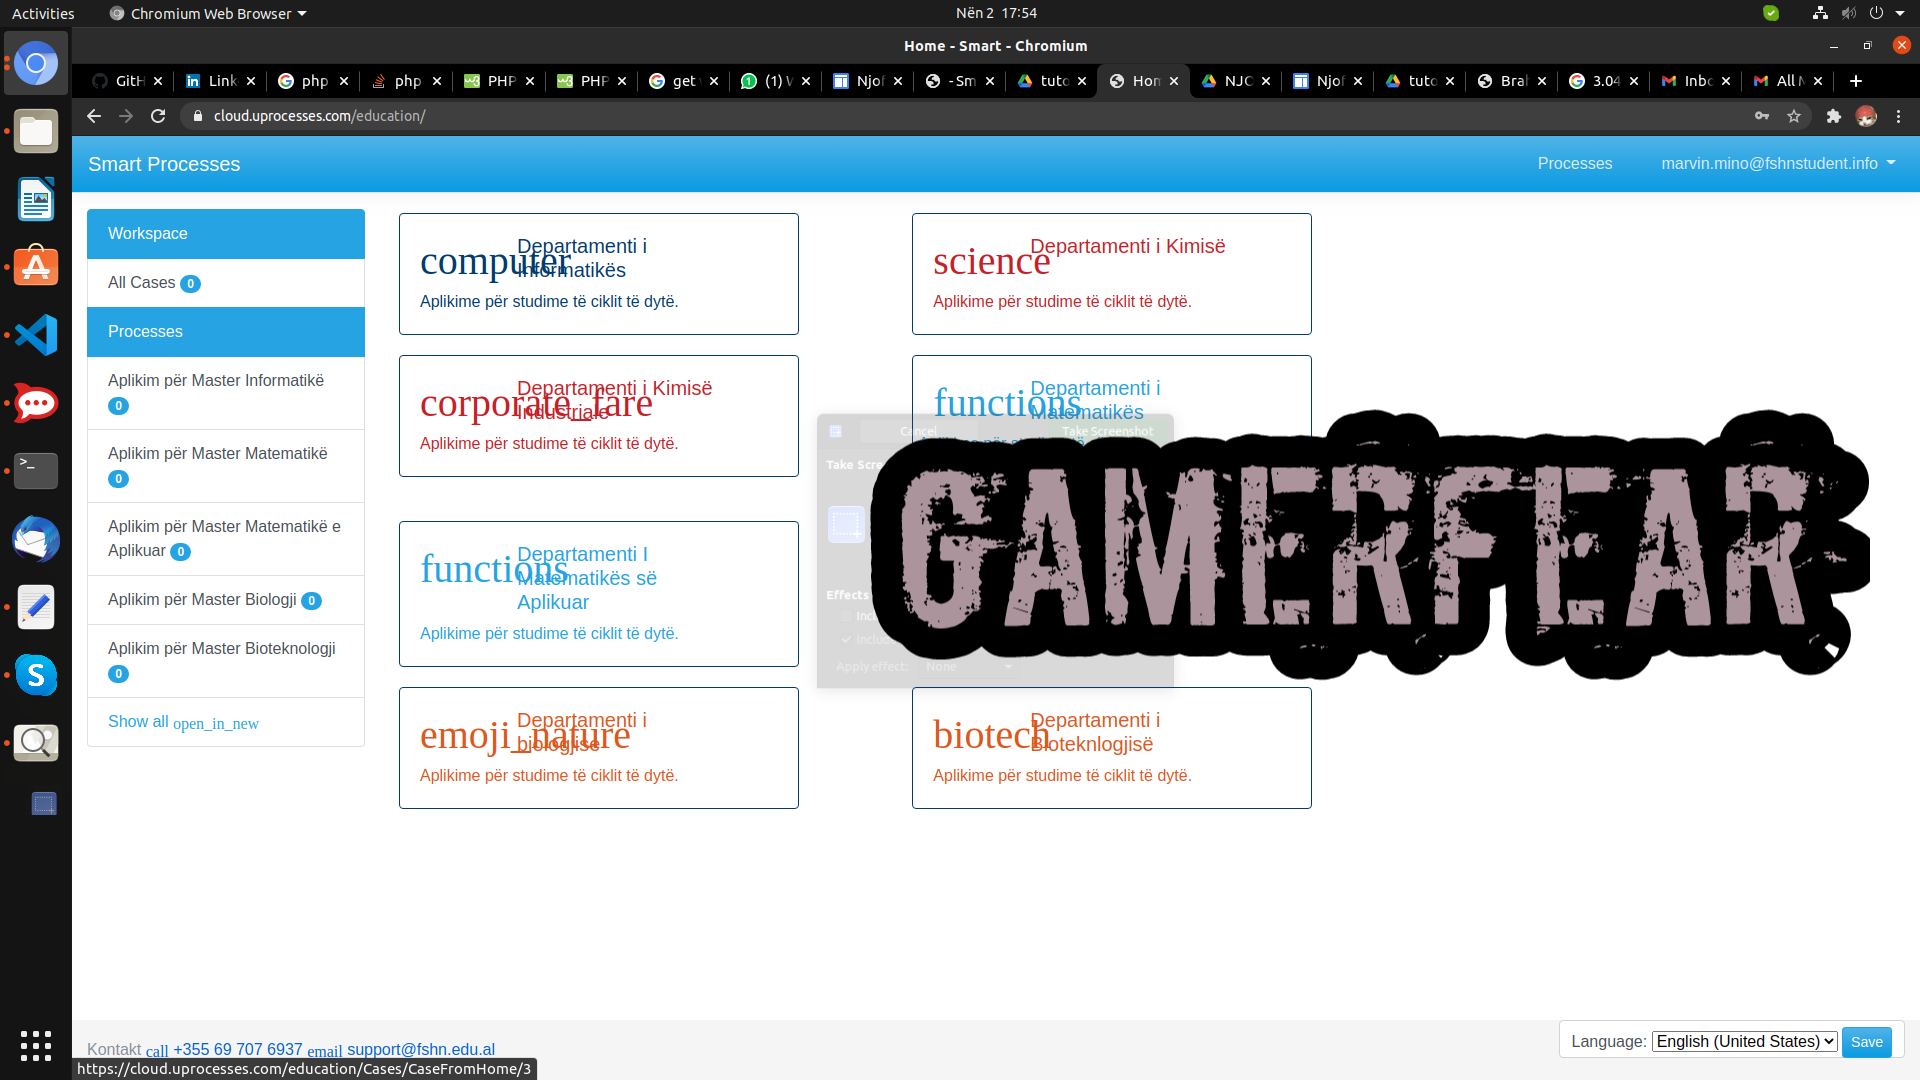 Activities
Chromium Web Browser
Nën 2 17:54
Home - Smart - Chromium
GitH
Link
php
php
PHP
PHP
get
(1)
Njof
- Sm
tuto
Hom
NJO
Njof
tuto
Brah
3.04
Inbo
All
cloud.uprocesses.com/education/
Smart Processes
Processes
marvin.mino@fshnstudent.info
Workspace
All Cases 0
Processes
Aplikim për Master Informatikë
0
Aplikim për Master Matematikë
0
Aplikim për Master Matematikë e
Aplikuar 0
Aplikim për Master Biologji 0
Aplikim për Master Bioteknologji
0
Show all open_in_new
computer
Departamenti i
Informatikës
Aplikime për studime të ciklit të dytë.
science
Departamenti i Kimisë
Aplikime për studime të ciklit të dytë.
corporate_fare
Departamenti i Kimisë
Industriale
Aplikime për studime të ciklit të dytë.
functions
Departamenti i
Matematikës
Cancel
Take Screenshot
Effects
Apply effect:
None
GAMERFEAR
functions
Departamenti I
Matematikës së
Aplikuar
Aplikime për studime të ciklit të dytë.
emoji_nature
Departamenti i
biologjisë
Aplikime për studime të ciklit të dytë.
biotech
Departamenti i
Bioteknlogjisë
Aplikime për studime të ciklit të dytë.
Kontakt call +355 69 707 6937 email support@fshn.edu.al
Language: English (United States)
Save
https://cloud.uprocesses.com/education/Cases/CaseFromHome/3